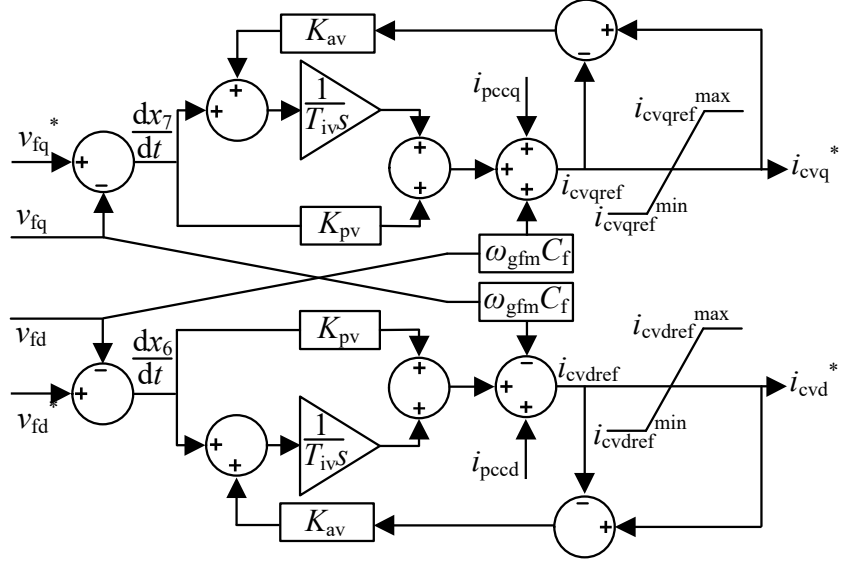 K_av
1/(T_iv s)
i_pccq
i_cvqref^max
v_fq^*
dx_7/dt
i_cvqref
i_cvq^*
i_cvqref^min
K_pv
v_fq
ω_gfm C_f
ω_gfm C_f
v_fd
dx_6/dt
K_pv
i_cvdref^max
i_cvdref
i_cvd^*
v_fd^*
1/(T_iv s)
i_cvdref^min
i_pccd
K_av